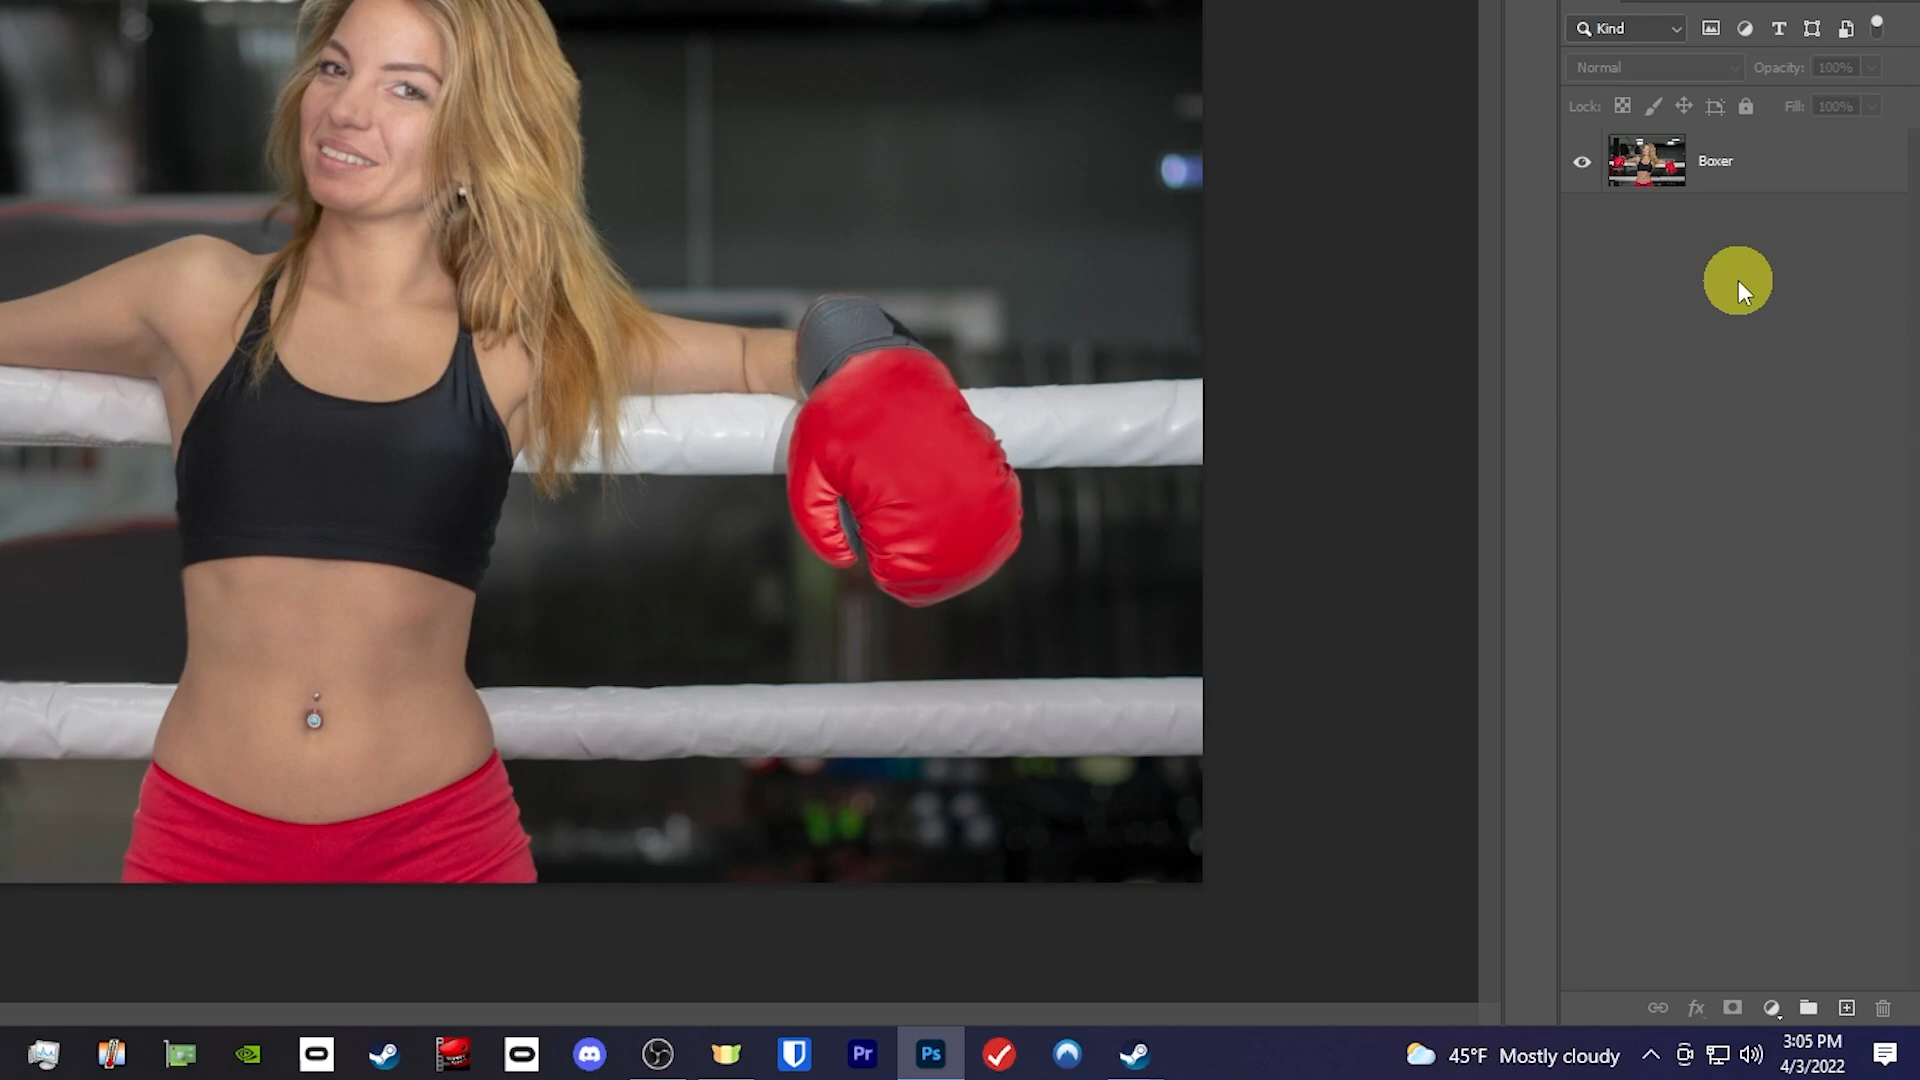 Kind
Normal
Opacity: 100%
Lock:
Fill: 100%
Boxer
fx
Pr
Ps
45°F Mostly cloudy
3:05 PM
4/3/2022